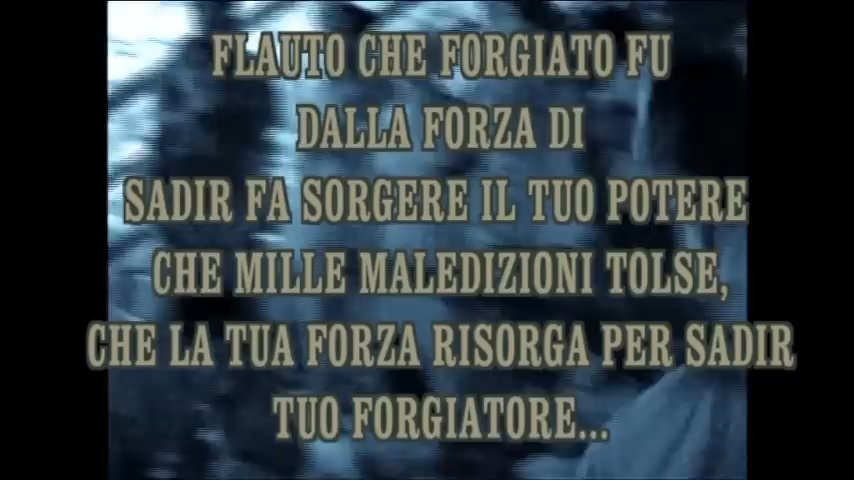 FLAUTO CHE FORGIATO FU
DALLA FORZA DI
SADIR FA SORGERE IL TUO POTERE
CHE MILLE MALEDIZIONI TOLSE,
CHE LA TUA FORZA RISORGA PER SADIR
TUO FORGIATORE...